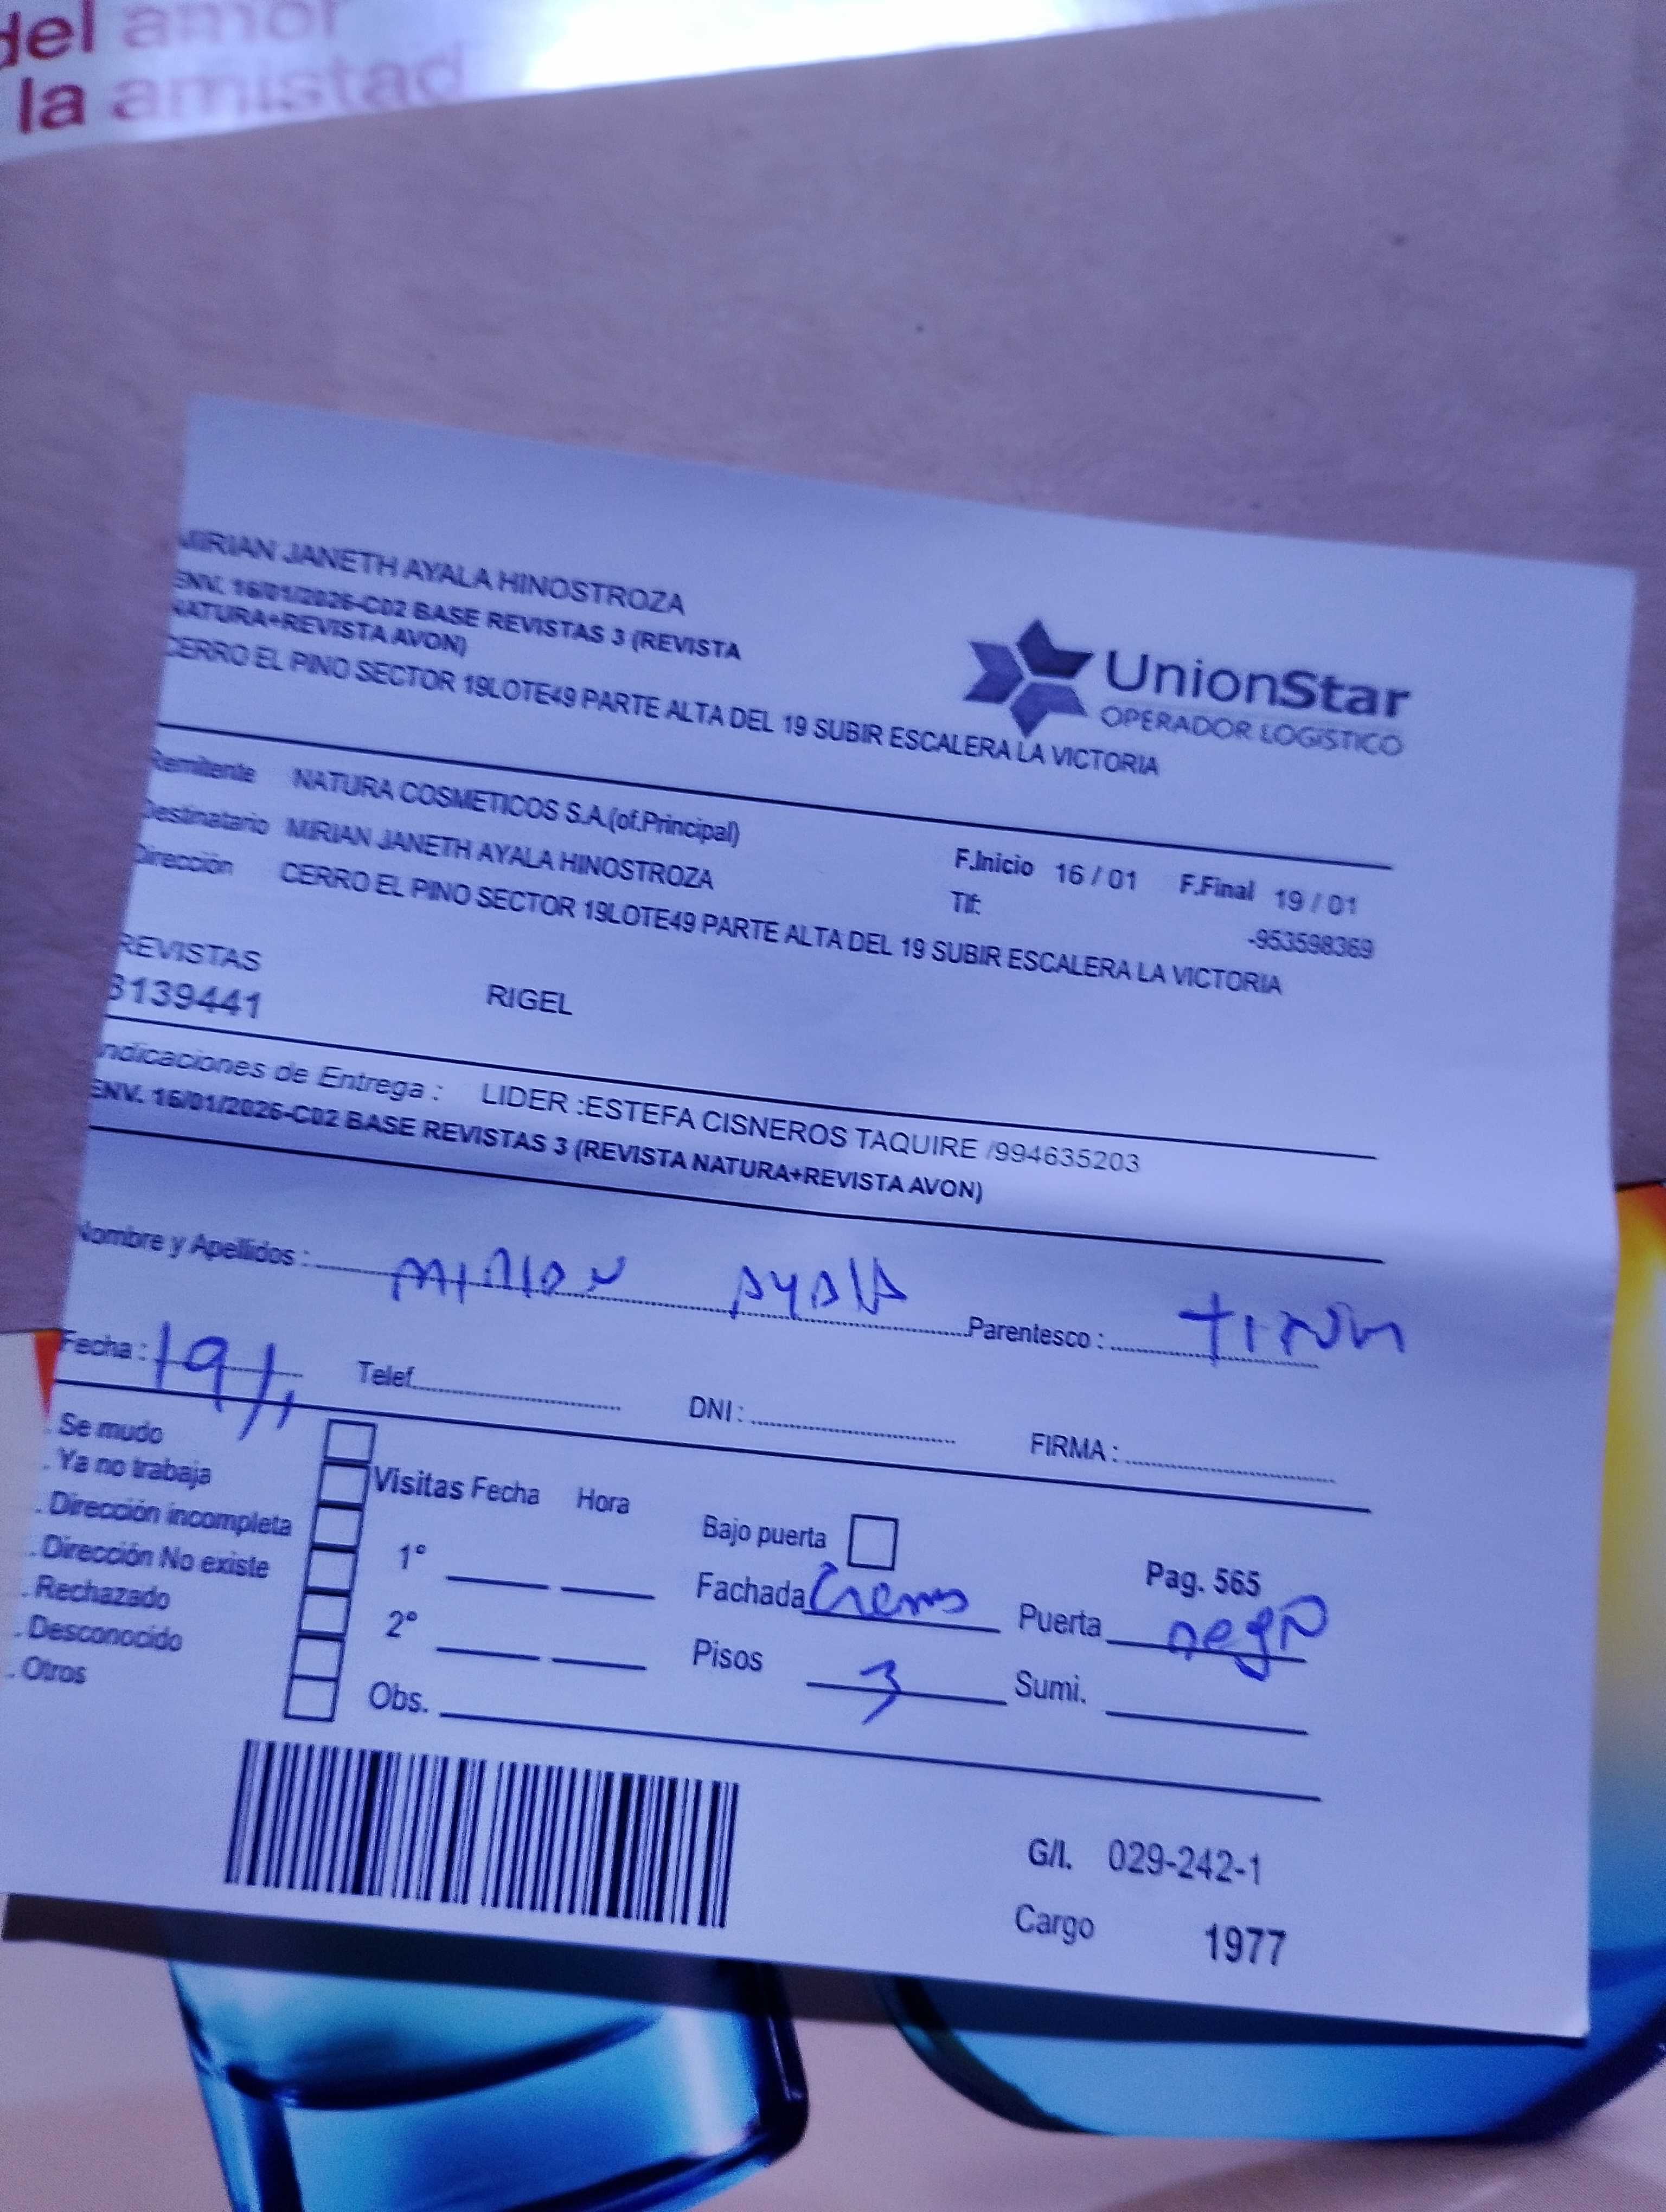 del amor
la amistad
MIRIAN JANETH AYALA HINOSTROZA
ENV. 16/01/2026-C02 BASE REVISTAS 3 (REVISTA
NATURA+REVISTA AVON)
CERRO EL PINO SECTOR 19LOTE49 PARTE ALTA DEL 19 SUBIR ESCALERA LA VICTORIA
UnionStar
OPERADOR LOGÍSTICO
Remitente NATURA COSMETICOS S.A.(of.Principal)
F.Inicio 16 / 01 F.Final 19 / 01
Destinatario MIRIAN JANETH AYALA HINOSTROZA
Tlf: -953598369
Dirección CERRO EL PINO SECTOR 19LOTE49 PARTE ALTA DEL 19 SUBIR ESCALERA LA VICTORIA
REVISTAS
3139441 RIGEL
Indicaciones de Entrega : LIDER :ESTEFA CISNEROS TAQUIRE /994635203
ENV. 16/01/2026-C02 BASE REVISTAS 3 (REVISTA NATURA+REVISTA AVON)
Nombre y Apellidos : Mirian Ayala Parentesco :
Fecha : 19/1 Telef. DNI : FIRMA :
. Se mudo
. Ya no trabaja
. Dirección incompleta
. Dirección No existe
. Rechazado
. Desconocido
. Otros
Visitas Fecha Hora
1°
2°
Obs.
Bajo puerta
Pag. 565
Fachada Crema Puerta negro
Pisos 3 Sumi.
G/I. 029-242-1
Cargo 1977